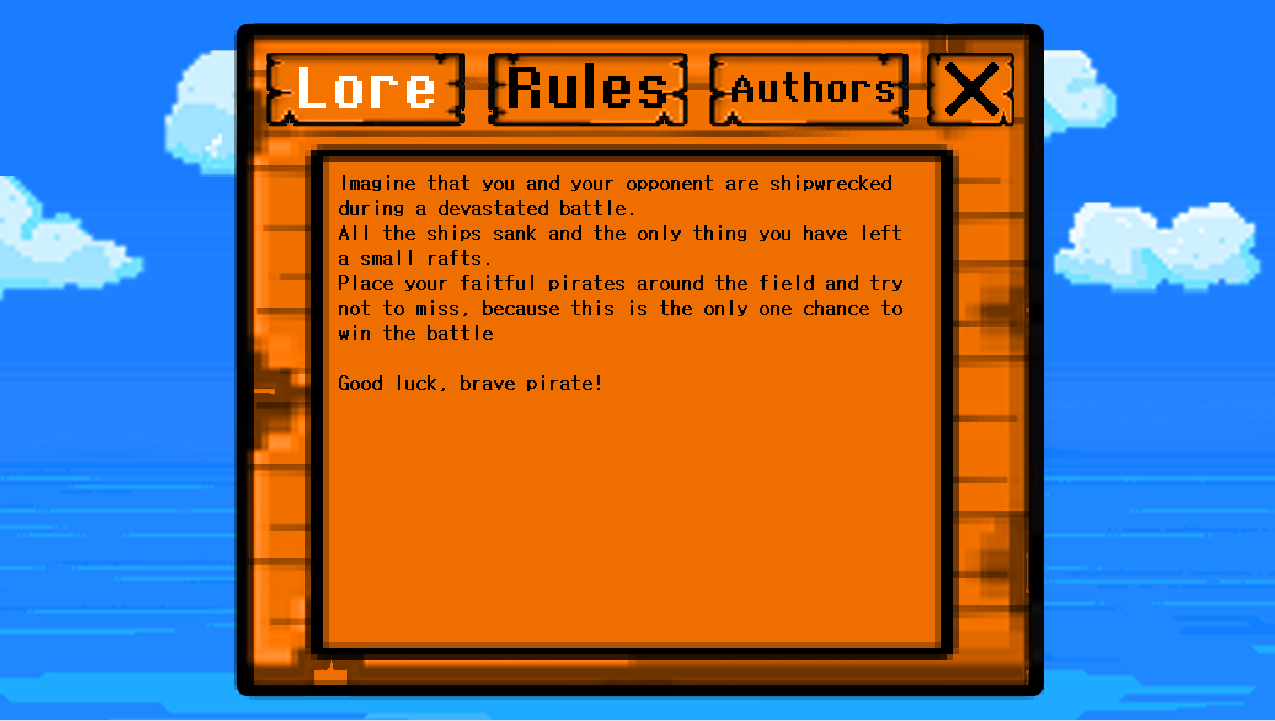 Lore Rules Authors X
Imagine that you and your opponent are shipwrecked
during a devastated battle.
All the ships sank and the only thing you have left
a small rafts.
Place your faitful pirates around the field and try
not to miss, because this is the only one chance to
win the battle
Good luck, brave pirate!